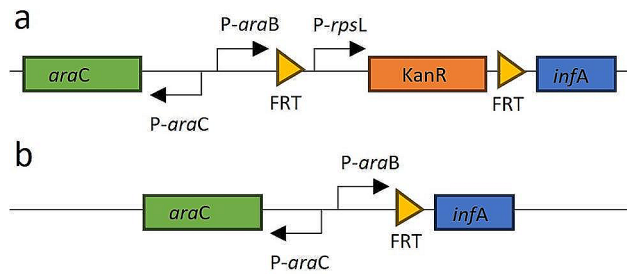 a
P-araB P-rpsL
araC KanR infA
FRT FRT
P-araC
b
P-araB
araC infA
FRT
P-araC